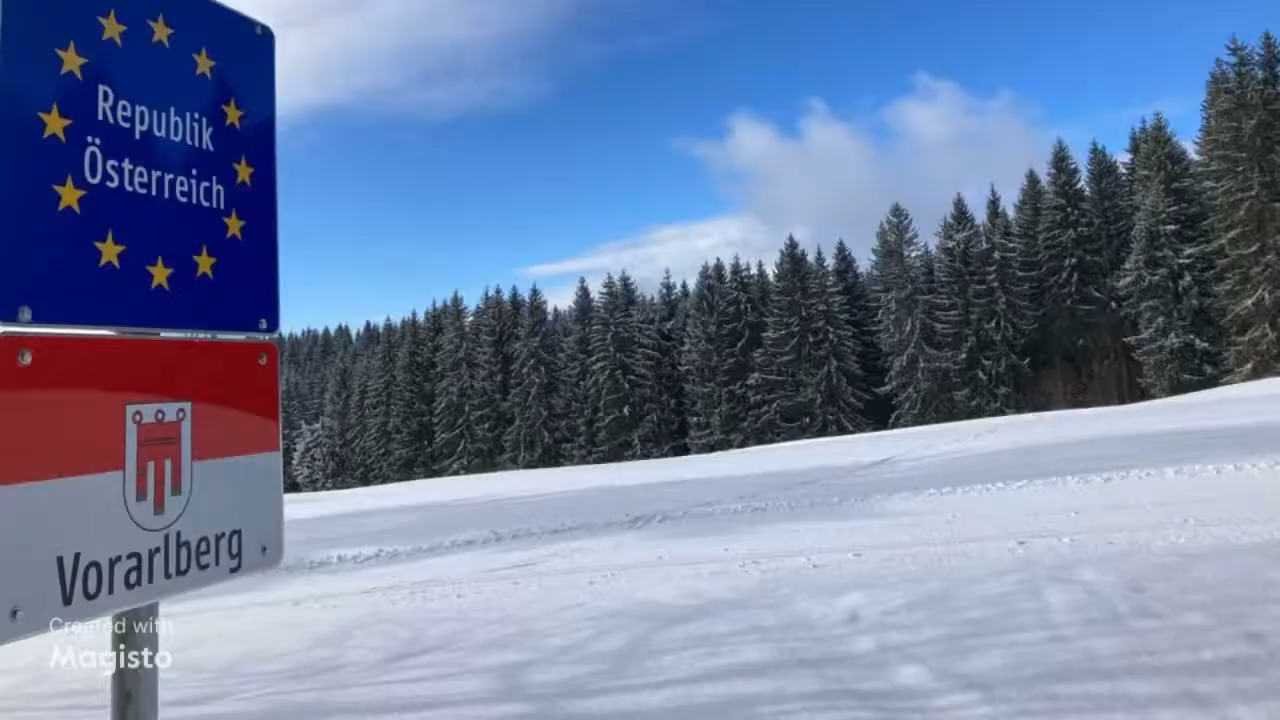 Republik
Österreich
Vorarlberg
Created with
Magisto